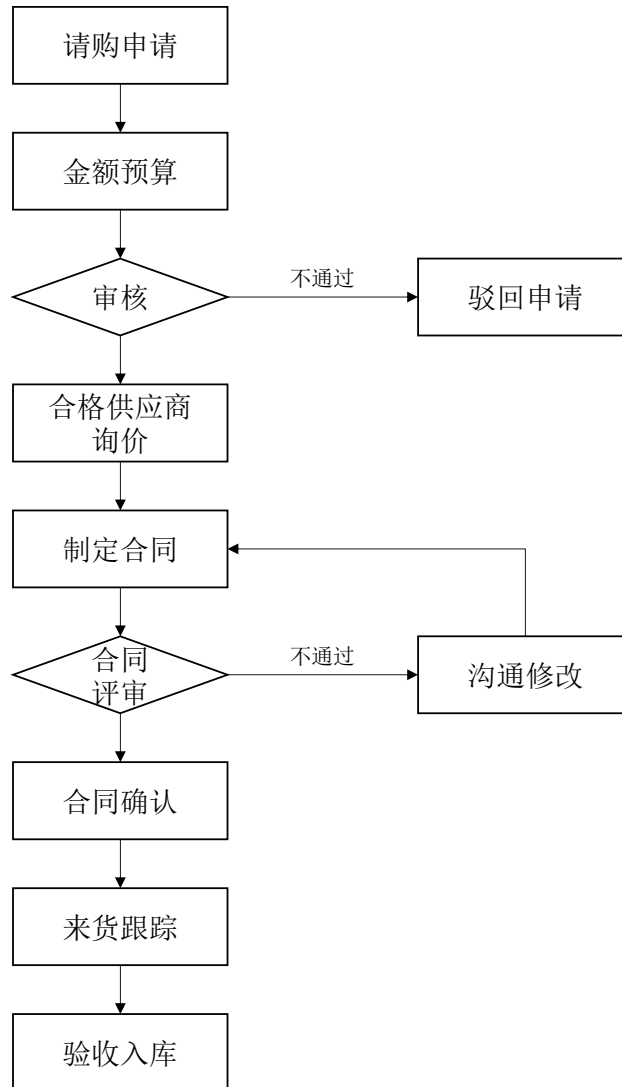 请购申请
金额预算
审核
不通过
驳回申请
合格供应商
询价
制定合同
合同
评审
不通过
沟通修改
合同确认
来货跟踪
验收入库